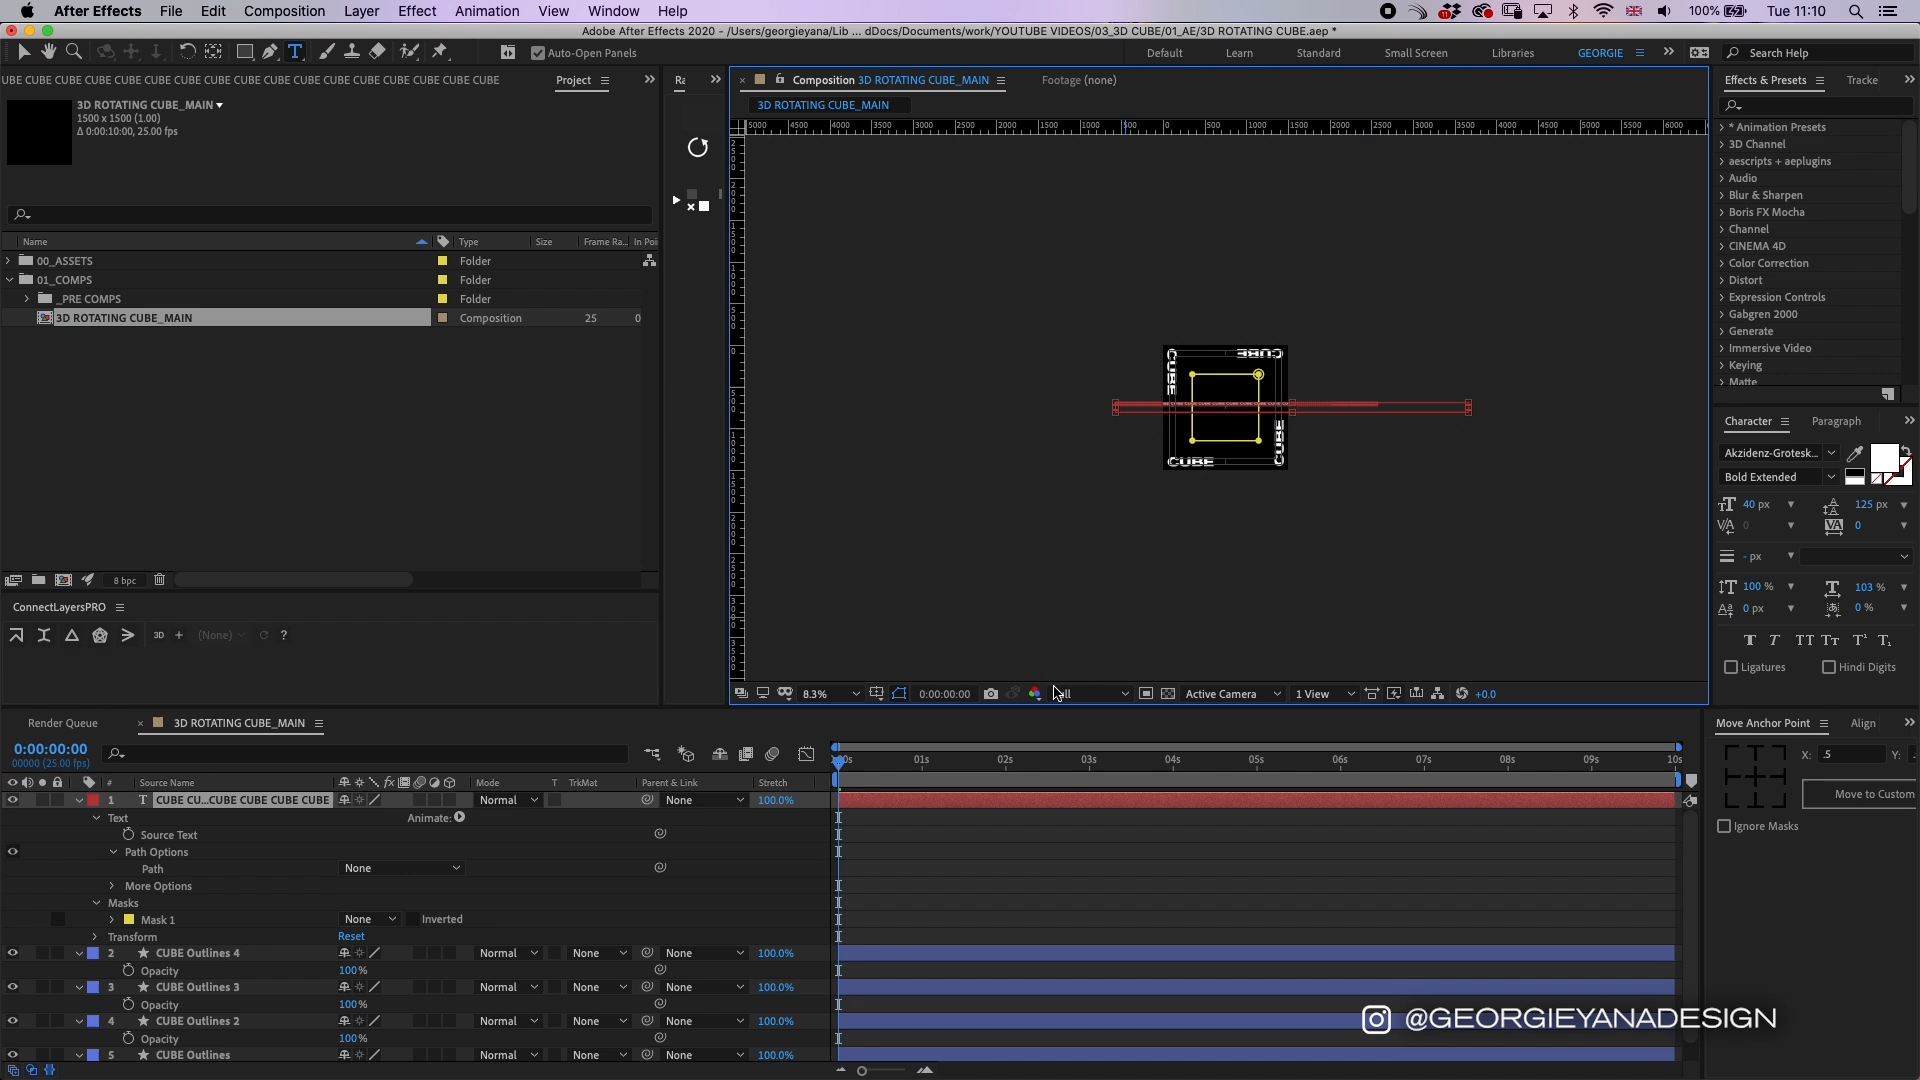 After Effects File Edit Composition Layer Effect Animation View Window Help 100% Tue 11:10
Adobe After Effects 2020 - /Users/georgieyana/Lib ... dDocs/Documents/work/YOUTUBE VIDEOS/03_3D CUBE/01_AE/3D ROTATING CUBE.aep *
Auto-Open Panels Default Learn Standard Small Screen Libraries GEORGIE Search Help
UBE CUBE CUBE CUBE CUBE CUBE CUBE CUBE CUBE CUBE CUBE CUBE CUBE CUBE CUBE CUBE CUBE Project
Composition 3D ROTATING CUBE_MAIN Footage (none)
Effects & Presets Tracke
3D ROTATING CUBE_MAIN
1500 x 1500 (1.00)
Δ 0:00:10:00, 25.00 fps
3D ROTATING CUBE_MAIN
Name Type Size Frame Ra... In Poi
00_ASSETS Folder
01_COMPS Folder
_PRE COMPS Folder
3D ROTATING CUBE_MAIN Composition 25 0
8 bpc
ConnectLayersPRO
3D + (None) ?
CUBE
CUBE
CUBE
CUBE
8.3% 0:00:00:00 Active Camera 1 View +0.0
* Animation Presets
3D Channel
aescripts + aeplugins
Audio
Blur & Sharpen
Boris FX Mocha
Channel
CINEMA 4D
Color Correction
Distort
Expression Controls
Gabgren 2000
Generate
Immersive Video
Keying
Matte
Character Paragraph
Akzidenz-Grotesk...
Bold Extended
40 px 125 px
0 0
- px
100 % 103 %
0 px 0 %
Ligatures Hindi Digits
Render Queue 3D ROTATING CUBE_MAIN
0:00:00:00
00000 (25.00 fps)
01s 02s 03s 04s 05s 06s 07s 08s 09s 10s
# Source Name Mode T TrkMat Parent & Link Stretch
1 T CUBE CU...CUBE CUBE CUBE CUBE Normal None 100.0%
Text Animate:
Source Text
Path Options
Path None
More Options
Masks
Mask 1 None Inverted
Transform Reset
2 CUBE Outlines 4 Normal None None 100.0%
Opacity 100%
3 CUBE Outlines 3 Normal None None 100.0%
Opacity 100%
4 CUBE Outlines 2 Normal None None 100.0%
Opacity 100%
5 CUBE Outlines Normal None None 100.0%
Move Anchor Point Align
X: .5 Y:
Move to Custom
Ignore Masks
@GEORGIEYANADESIGN